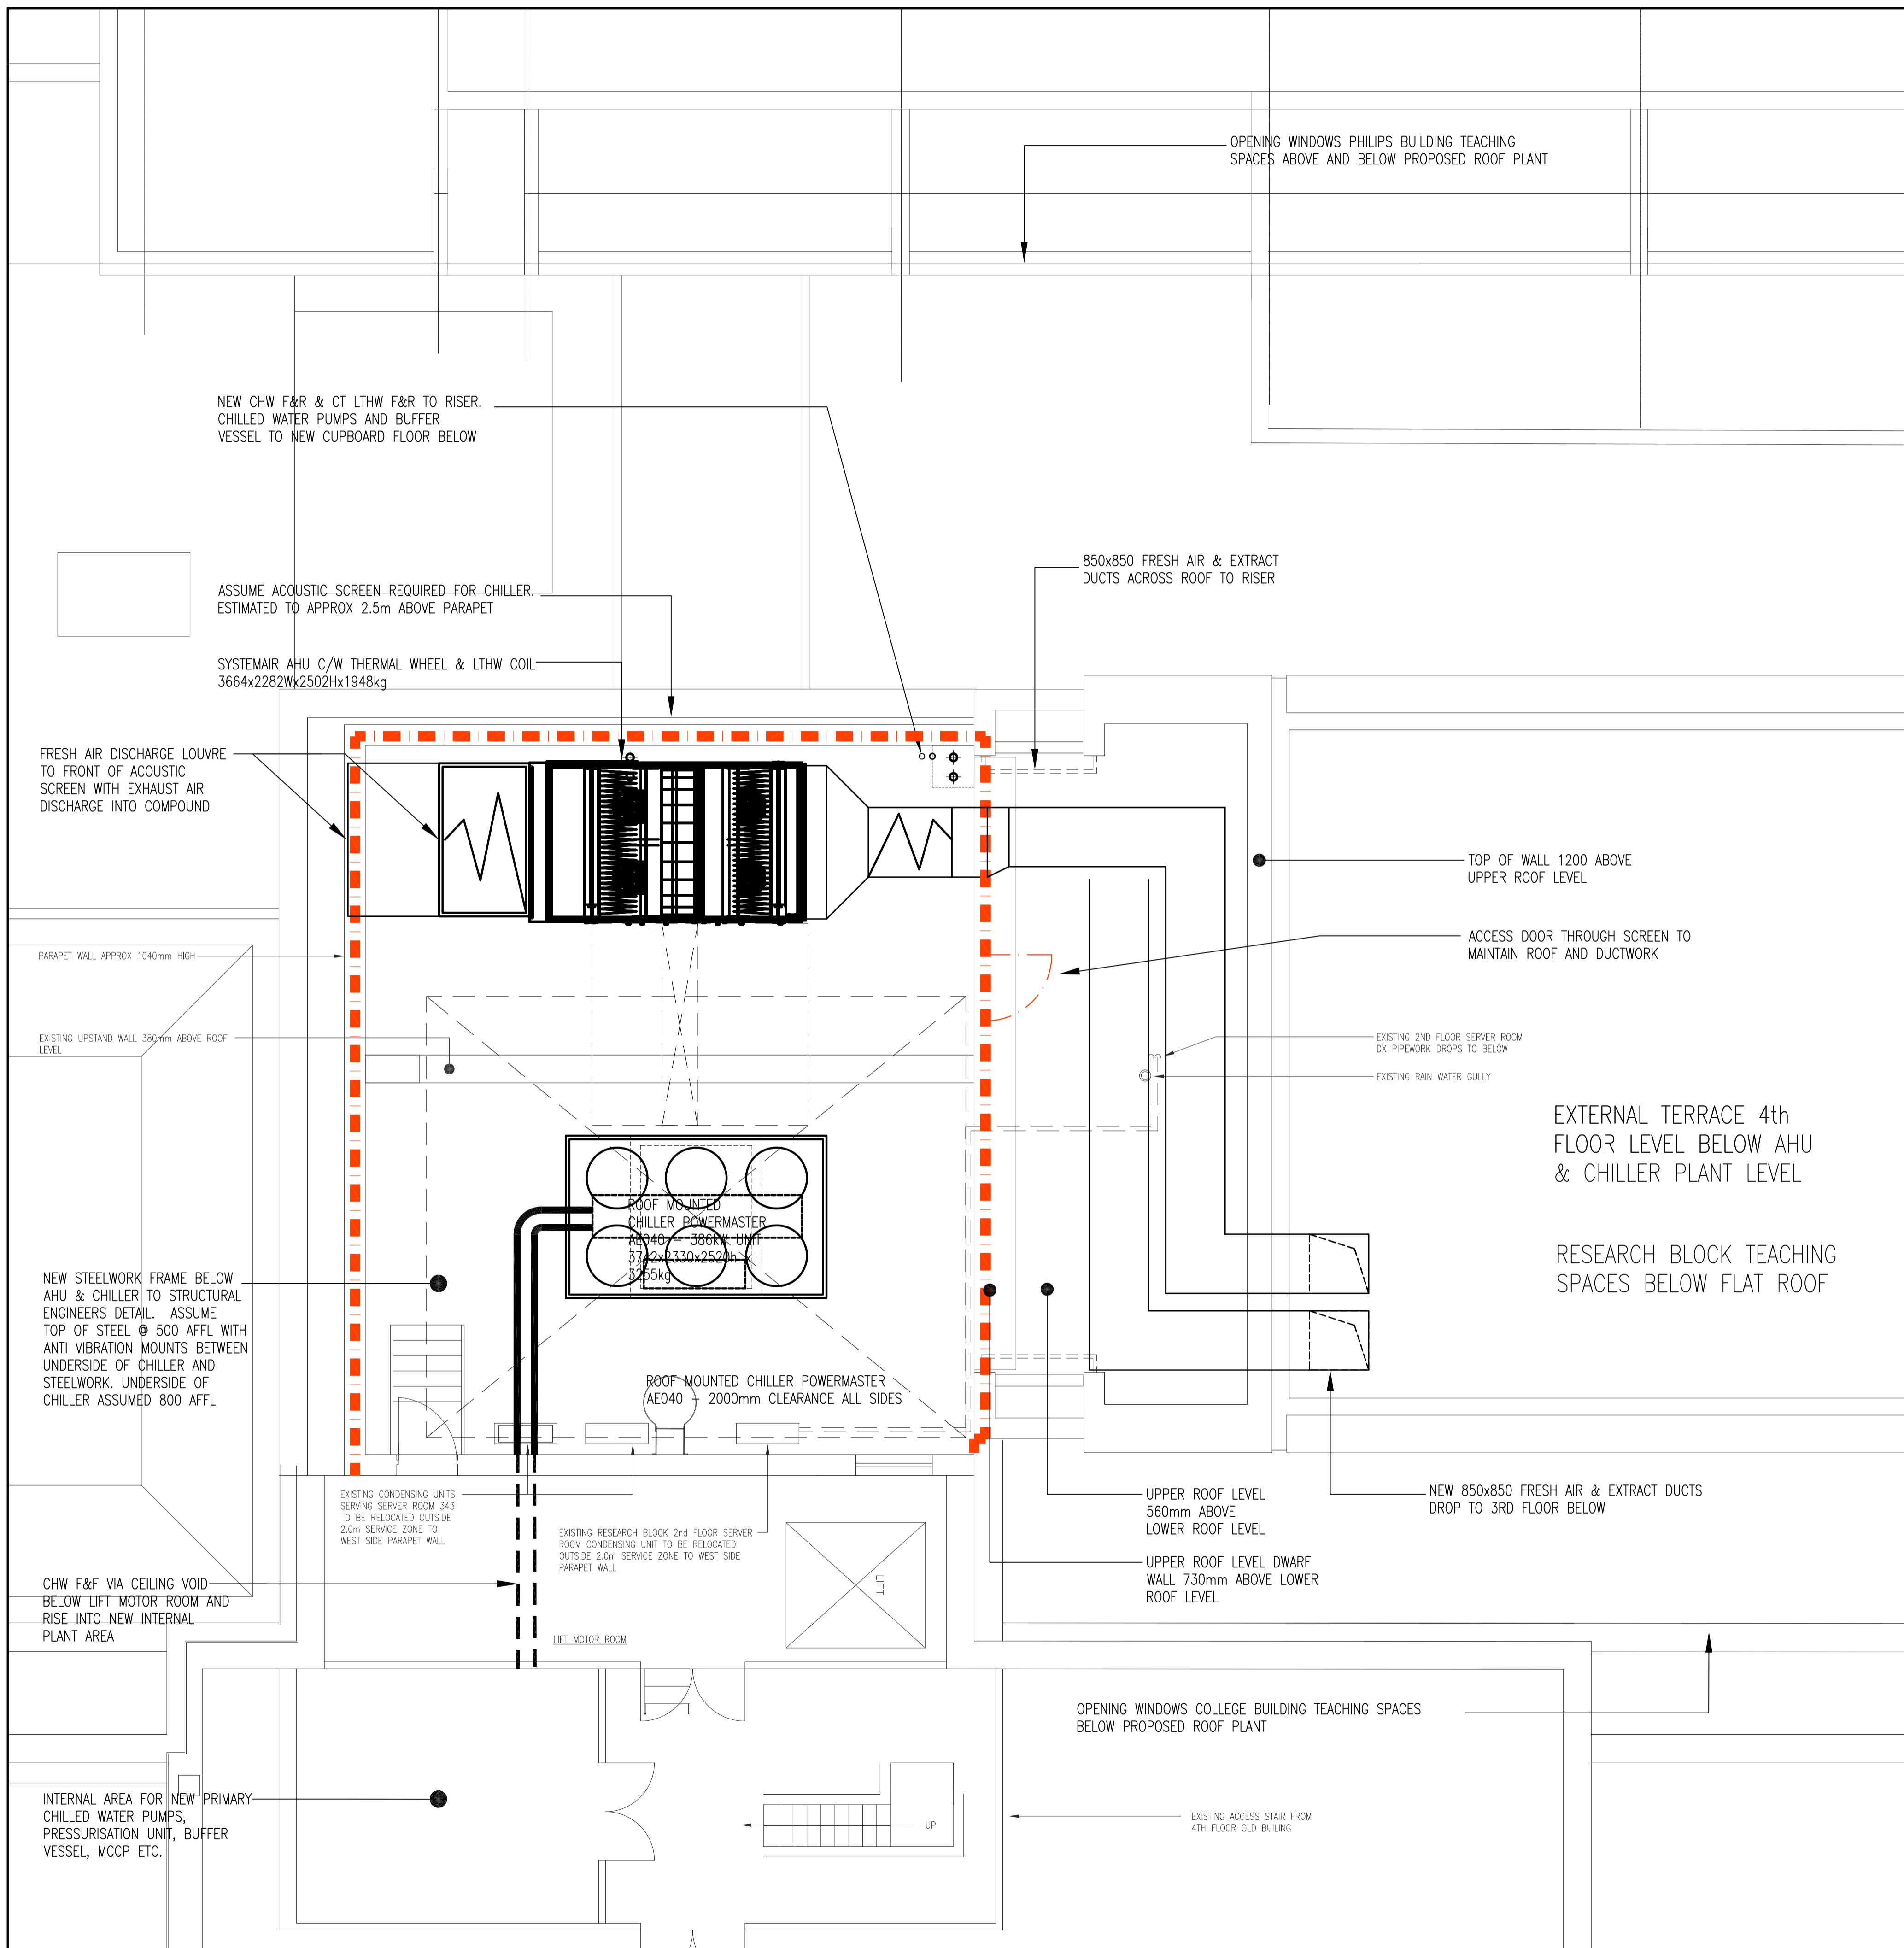 OPENING WINDOWS PHILIPS BUILDING TEACHING
SPACES ABOVE AND BELOW PROPOSED ROOF PLANT
NEW CHW F&R & CT LTHW F&R TO RISER.
CHILLED WATER PUMPS AND BUFFER
VESSEL TO NEW CUPBOARD FLOOR BELOW
850x850 FRESH AIR & EXTRACT
DUCTS ACROSS ROOF TO RISER
ASSUME ACOUSTIC SCREEN REQUIRED FOR CHILLER.
ESTIMATED TO APPROX 2.5m ABOVE PARAPET
SYSTEMAIR AHU C/W THERMAL WHEEL & LTHW COIL
3664x2282Wx2502Hx1948kg
FRESH AIR DISCHARGE LOUVRE
TO FRONT OF ACOUSTIC
SCREEN WITH EXHAUST AIR
DISCHARGE INTO COMPOUND
TOP OF WALL 1200 ABOVE
UPPER ROOF LEVEL
ACCESS DOOR THROUGH SCREEN TO
MAINTAIN ROOF AND DUCTWORK
PARAPET WALL APPROX 1040mm HIGH
EXISTING UPSTAND WALL 380mm ABOVE ROOF
LEVEL
EXISTING 2ND FLOOR SERVER ROOM
DX PIPEWORK DROPS TO BELOW
EXISTING RAIN WATER GULLY
EXTERNAL TERRACE 4th
FLOOR LEVEL BELOW AHU
& CHILLER PLANT LEVEL
RESEARCH BLOCK TEACHING
SPACES BELOW FLAT ROOF
ROOF MOUNTED
CHILLER POWERMASTER
AE040 - 386kW UNIT
3742x2330x2520h x
3255kg
NEW STEELWORK FRAME BELOW
AHU & CHILLER TO STRUCTURAL
ENGINEERS DETAIL. ASSUME
TOP OF STEEL @ 500 AFFL WITH
ANTI VIBRATION MOUNTS BETWEEN
UNDERSIDE OF CHILLER AND
STEELWORK. UNDERSIDE OF
CHILLER ASSUMED 800 AFFL
ROOF MOUNTED CHILLER POWERMASTER
AE040 - 2000mm CLEARANCE ALL SIDES
EXISTING CONDENSING UNITS
SERVING SERVER ROOM 343
TO BE RELOCATED OUTSIDE
2.0m SERVICE ZONE TO
WEST SIDE PARAPET WALL
EXISTING RESEARCH BLOCK 2nd FLOOR SERVER
ROOM CONDENSING UNIT TO BE RELOCATED
OUTSIDE 2.0m SERVICE ZONE TO WEST SIDE
PARAPET WALL
UPPER ROOF LEVEL
560mm ABOVE
LOWER ROOF LEVEL
NEW 850x850 FRESH AIR & EXTRACT DUCTS
DROP TO 3RD FLOOR BELOW
UPPER ROOF LEVEL DWARF
WALL 730mm ABOVE LOWER
ROOF LEVEL
CHW F&F VIA CEILING VOID
BELOW LIFT MOTOR ROOM AND
RISE INTO NEW INTERNAL
PLANT AREA
LIFT
LIFT MOTOR ROOM
OPENING WINDOWS COLLEGE BUILDING TEACHING SPACES
BELOW PROPOSED ROOF PLANT
INTERNAL AREA FOR NEW PRIMARY
CHILLED WATER PUMPS,
PRESSURISATION UNIT, BUFFER
VESSEL, MCCP ETC.
UP
EXISTING ACCESS STAIR FROM
4TH FLOOR OLD BUILING